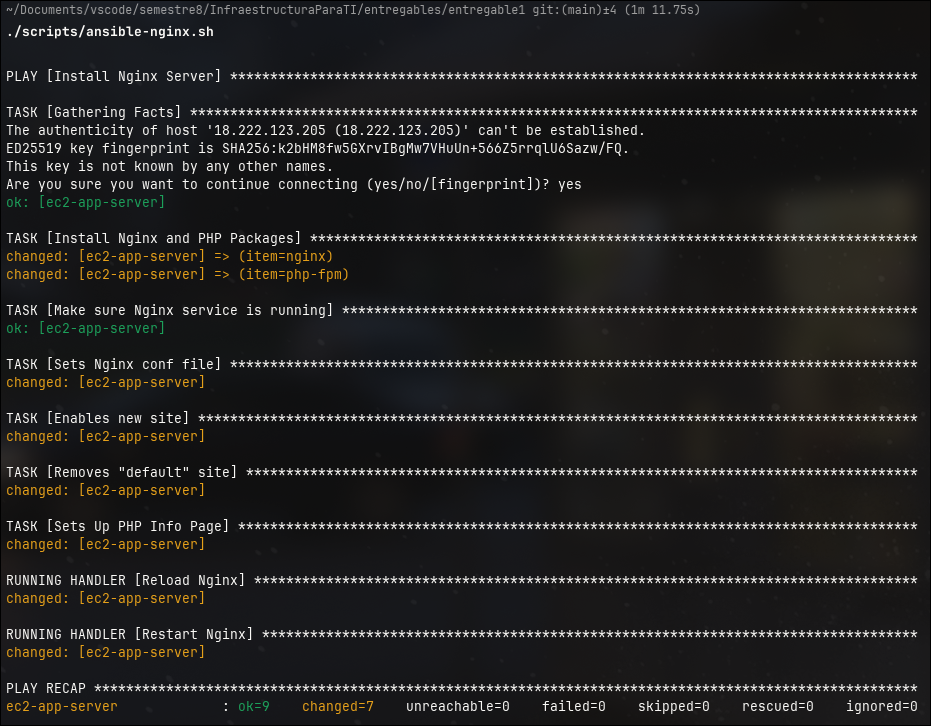 ~/Documents/vscode/semestre8/InfraestructuraParaTI/entregables/entregable1 git:(main)±4 (1m 11.75s)
./scripts/ansible-nginx.sh
PLAY [Install Nginx Server] **************************************************************************************
TASK [Gathering Facts] *******************************************************************************************
The authenticity of host '18.222.123.205 (18.222.123.205)' can't be established.
ED25519 key fingerprint is SHA256:k2bHM8fw5GXrvIBgMw7VHuUn+566Z5rrqlU6Sazw/FQ.
This key is not known by any other names.
Are you sure you want to continue connecting (yes/no/[fingerprint])? yes
ok: [ec2-app-server]
TASK [Install Nginx and PHP Packages] ****************************************************************************
changed: [ec2-app-server] => (item=nginx)
changed: [ec2-app-server] => (item=php-fpm)
TASK [Make sure Nginx service is running] ************************************************************************
ok: [ec2-app-server]
TASK [Sets Nginx conf file] **************************************************************************************
changed: [ec2-app-server]
TASK [Enables new site] ******************************************************************************************
changed: [ec2-app-server]
TASK [Removes "default" site] ************************************************************************************
changed: [ec2-app-server]
TASK [Sets Up PHP Info Page] *************************************************************************************
changed: [ec2-app-server]
RUNNING HANDLER [Reload Nginx] ***********************************************************************************
changed: [ec2-app-server]
RUNNING HANDLER [Restart Nginx] **********************************************************************************
changed: [ec2-app-server]
PLAY RECAP *******************************************************************************************************
ec2-app-server             : ok=9    changed=7    unreachable=0    failed=0    skipped=0    rescued=0    ignored=0